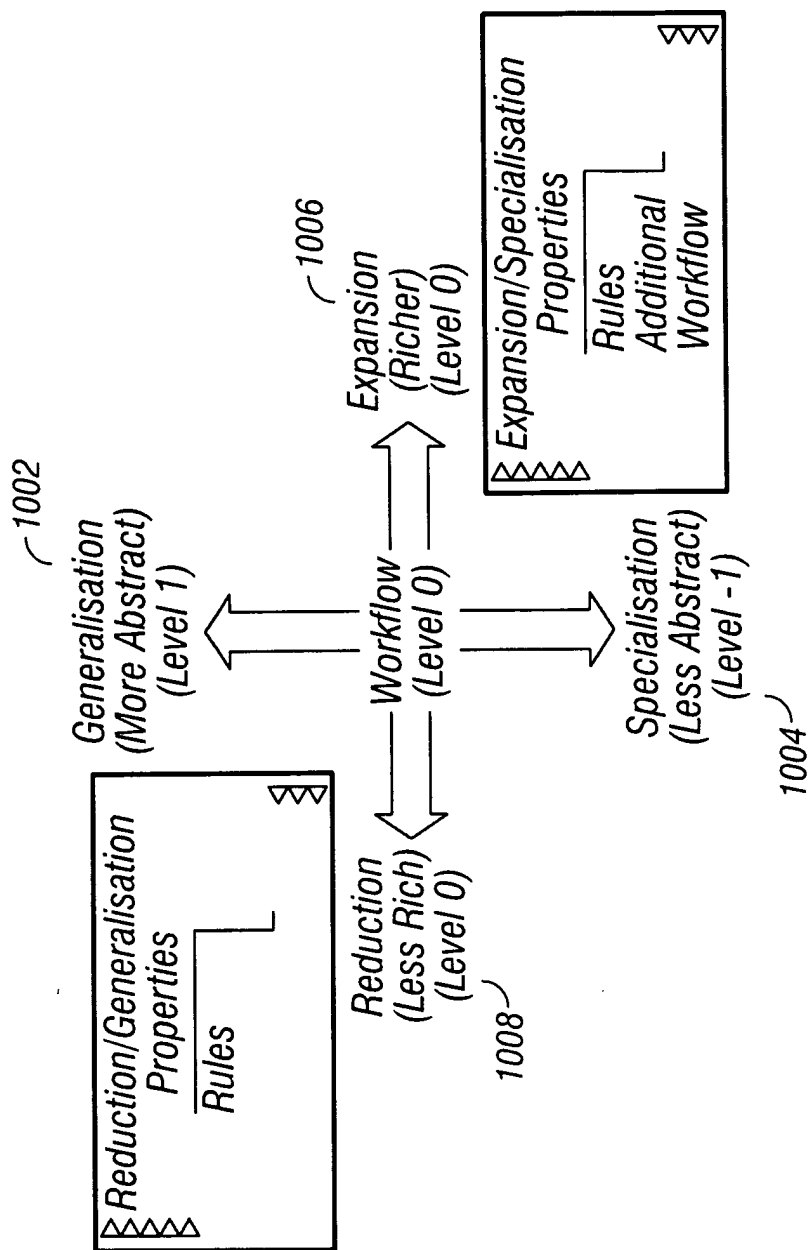 1002
Generalisation
(More Abstract)
(Level 1)
Reduction/Generalisation
Properties
Rules
1006
Expansion
(Richer)
(Level 0)
Workflow
(Level 0)
Reduction
(Less Rich)
(Level 0)
1008
Expansion/Specialisation
Properties
Rules
Additional
Workflow
Specialisation
(Less Abstract)
(Level -1)
1004